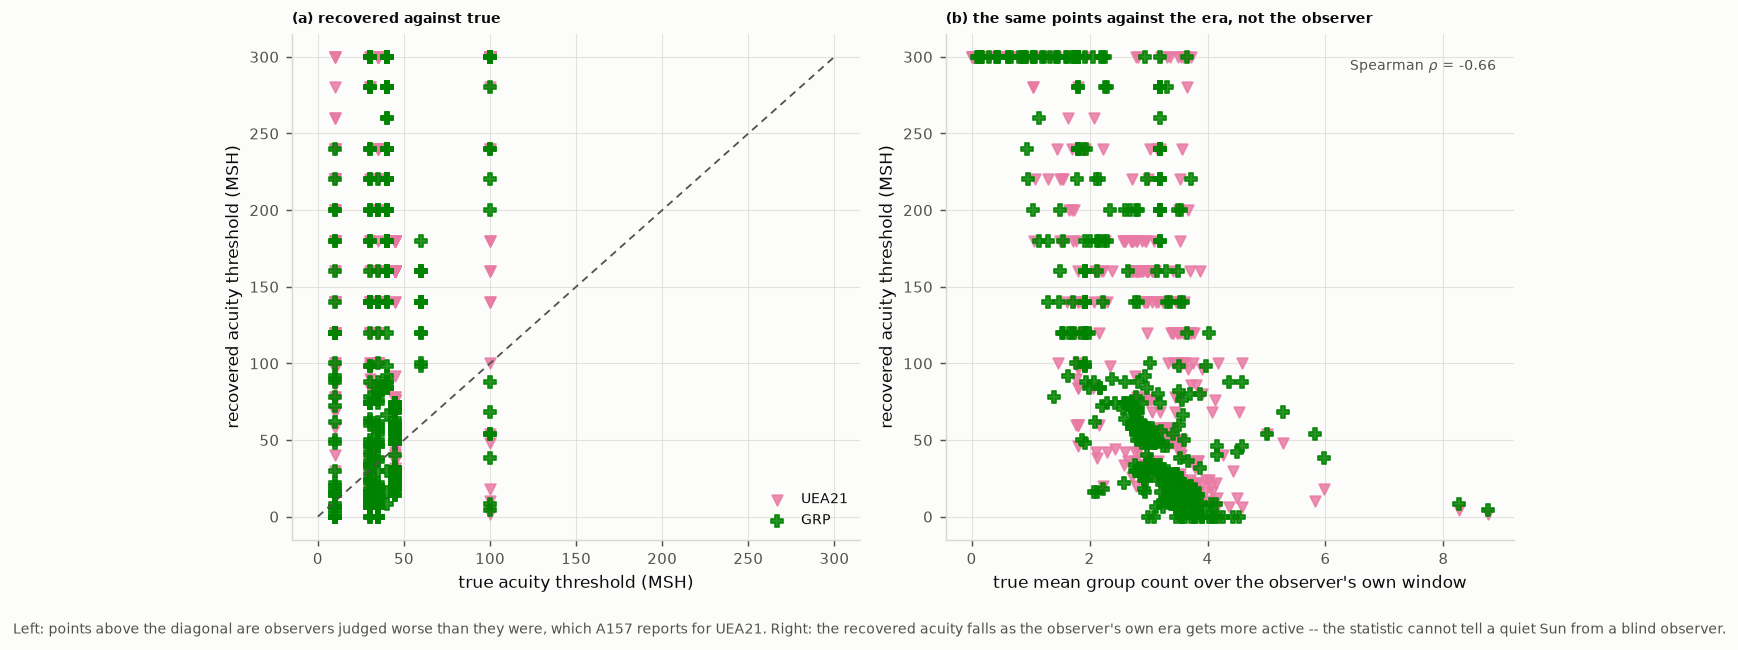 (a) recovered against true
(b) the same points against the era, not the observer
300
250
200
150
100
50
0
recovered acuity threshold (MSH)
0
50
100
150
200
250
300
true acuity threshold (MSH)
UEA21
GRP
300
250
200
150
100
50
0
recovered acuity threshold (MSH)
Spearman ρ = -0.66
0
2
4
6
8
true mean group count over the observer's own window
Left: points above the diagonal are observers judged worse than they were, which A157 reports for UEA21. Right: the recovered acuity falls as the observer's own era gets more active -- the statistic cannot tell a quiet Sun from a blind observer.